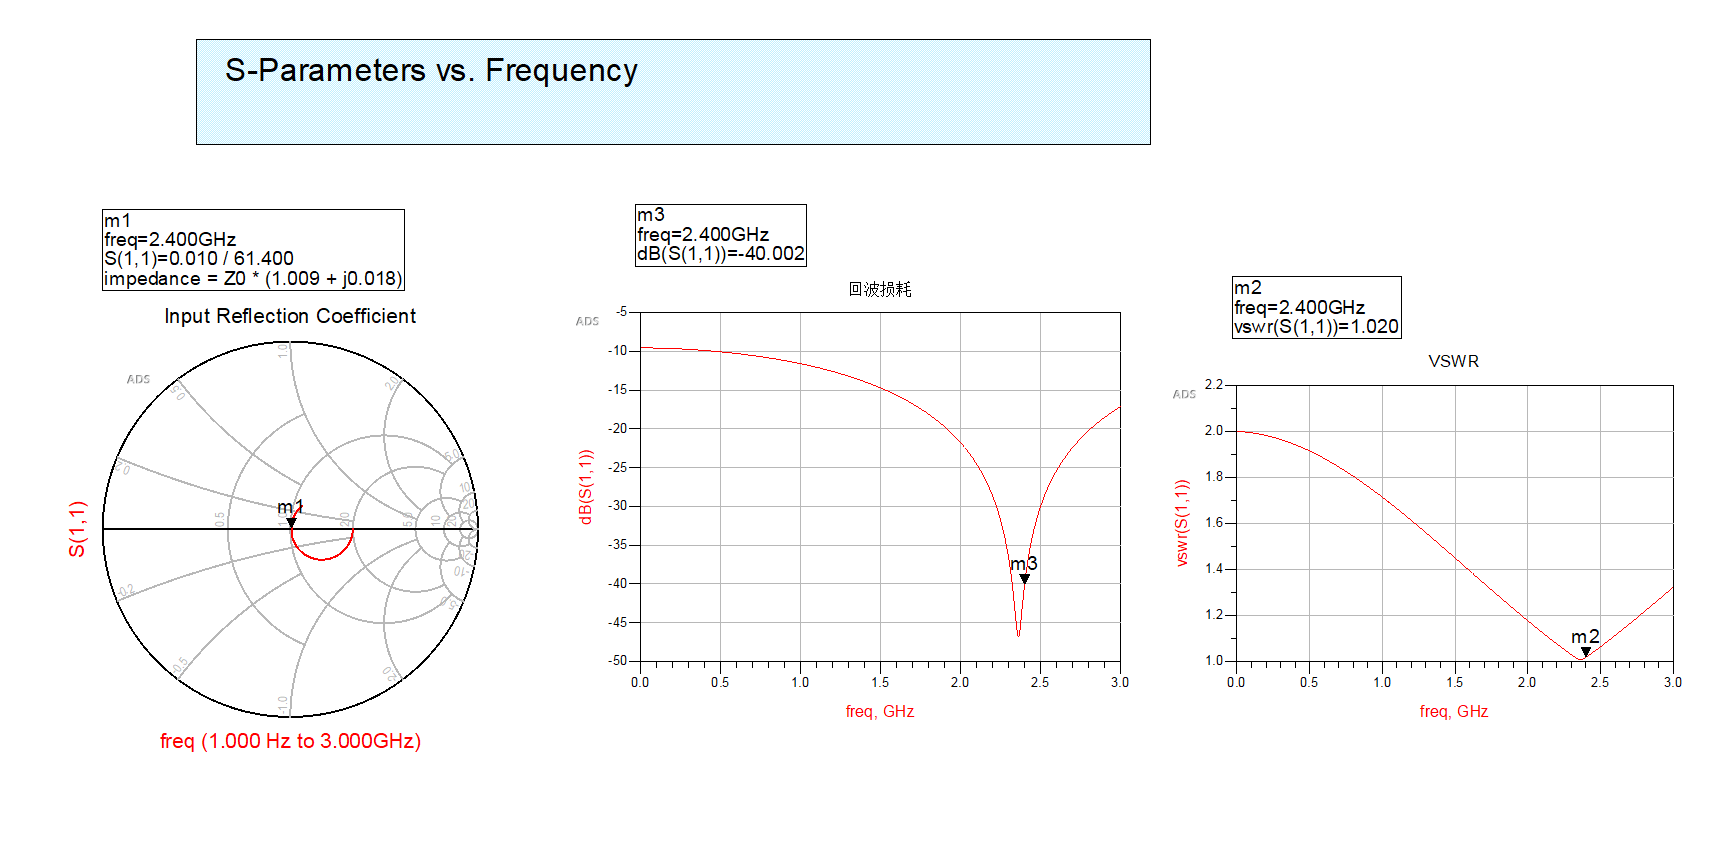 S-Parameters vs. Frequency
m1
freq=2.400GHz
S(1,1)=0.010 / 61.400
impedance = Z0 * (1.009 + j0.018)
Input Reflection Coefficient
ADS
m1
S(1,1)
1.0
2.0
5.0
10
20
0.5
1.0
2.0
5.0
10
20
-20
-10
-0.2
-0.5
-1.0
freq (1.000 Hz to 3.000GHz)
m3
freq=2.400GHz
dB(S(1,1))=-40.002
回波损耗
ADS
-5
-10
-15
-20
-25
-30
-35
-40
-45
-50
dB(S(1,1))
m3
0.0 0.5 1.0 1.5 2.0 2.5 3.0
freq, GHz
m2
freq=2.400GHz
vswr(S(1,1))=1.020
VSWR
ADS
2.2
2.0
1.8
1.6
1.4
1.2
1.0
vswr(S(1,1))
m2
0.0 0.5 1.0 1.5 2.0 2.5 3.0
freq, GHz